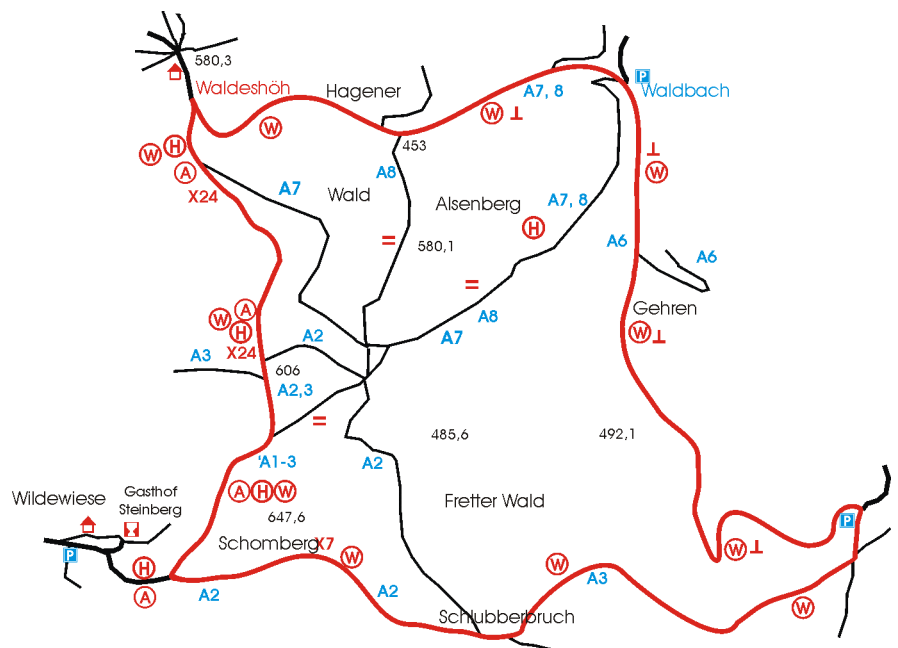 580,3
Waldeshöh
Hagener
A7, 8
P
Waldbach
W
W ⊥
453
W H
A
X24
A8
⊥
W
A7
Wald
Alsenberg
A7, 8
H
=
580,1
A6
A6
=
W A
H
X24
A8
A7
Gehren
W ⊥
A2
A3
606
A2,3
=
485,6
492,1
'A1-3
A2
A H W
647,6
Wildewiese
Gasthof
Steinberg
Fretter Wald
P
P
Schomberg X7
W
W ⊥
H
A
A2
A2
W
A3
W
Schlubberbruch